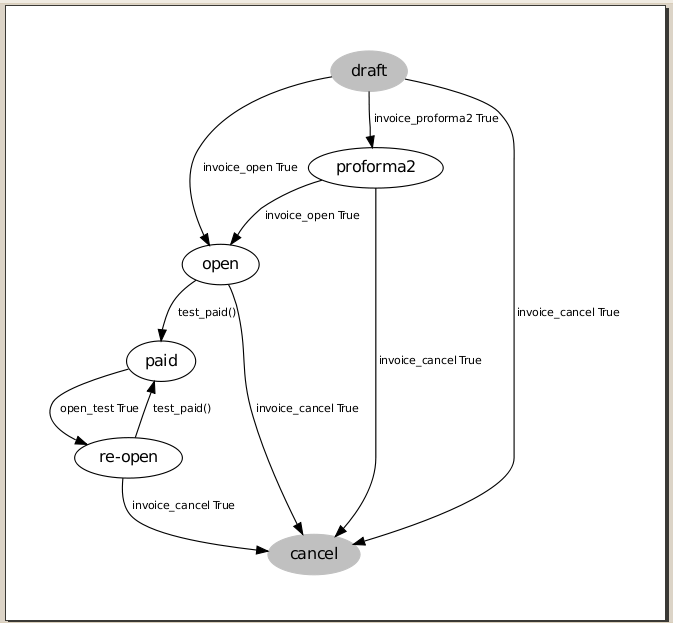 draft
invoice_proforma2 True
invoice_open True
proforma2
invoice_open True
open
test_paid()
invoice_cancel True
paid
invoice_cancel True
open_test True
test_paid()
invoice_cancel True
re-open
invoice_cancel True
cancel